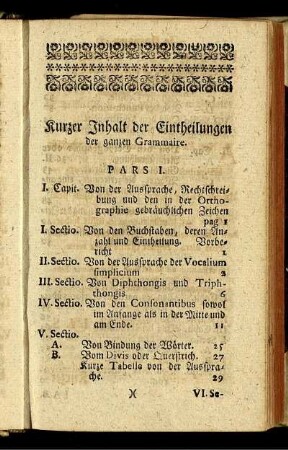 Kurzer Inhalt der Eintheilungen
der ganzen Grammaire.
PARS I.
I. Capit. Von der Aussprache, Rechtschrei-
bung und den in der Ortho-
graphie gebräuchlichen Zeichen
pag 1
I. Sectio. Von den Buchstaben, deren An-
zahl und Eintheilung. Vorbe-
richt 1
II. Sectio. Von der Aussprache der Vocalium
simplicium 2
III. Sectio. Von Diphthongis und Triph-
thongis 6
IV. Sectio. Von den Consonantibus sowol
im Anfange als in der Mitte und
am Ende. 11
V. Sectio.
A. Von Bindung der Wörter. 25
B. Vom Divis oder Querstrich. 27
Kurze Tabella von derAusspra-
che. 29
)( VI. Se-